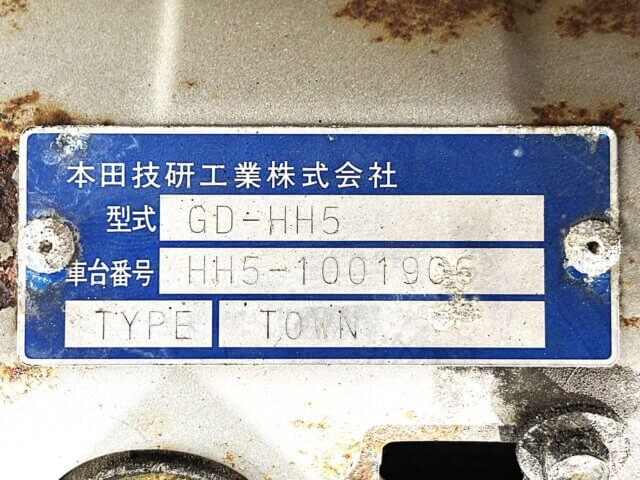 本田技研工業株式会社
型式 GD-HH5
車台番号 HH5-1001906
TYPE TOWN